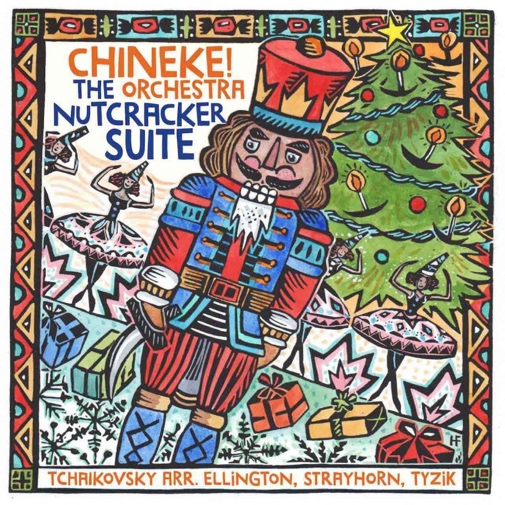 CHINEKE!
THE ORCHESTRA
NUTCRACKER
SUITE
HF
TCHAIKOVSKY ARR. ELLINGTON, STRAYHORN, TYZIK